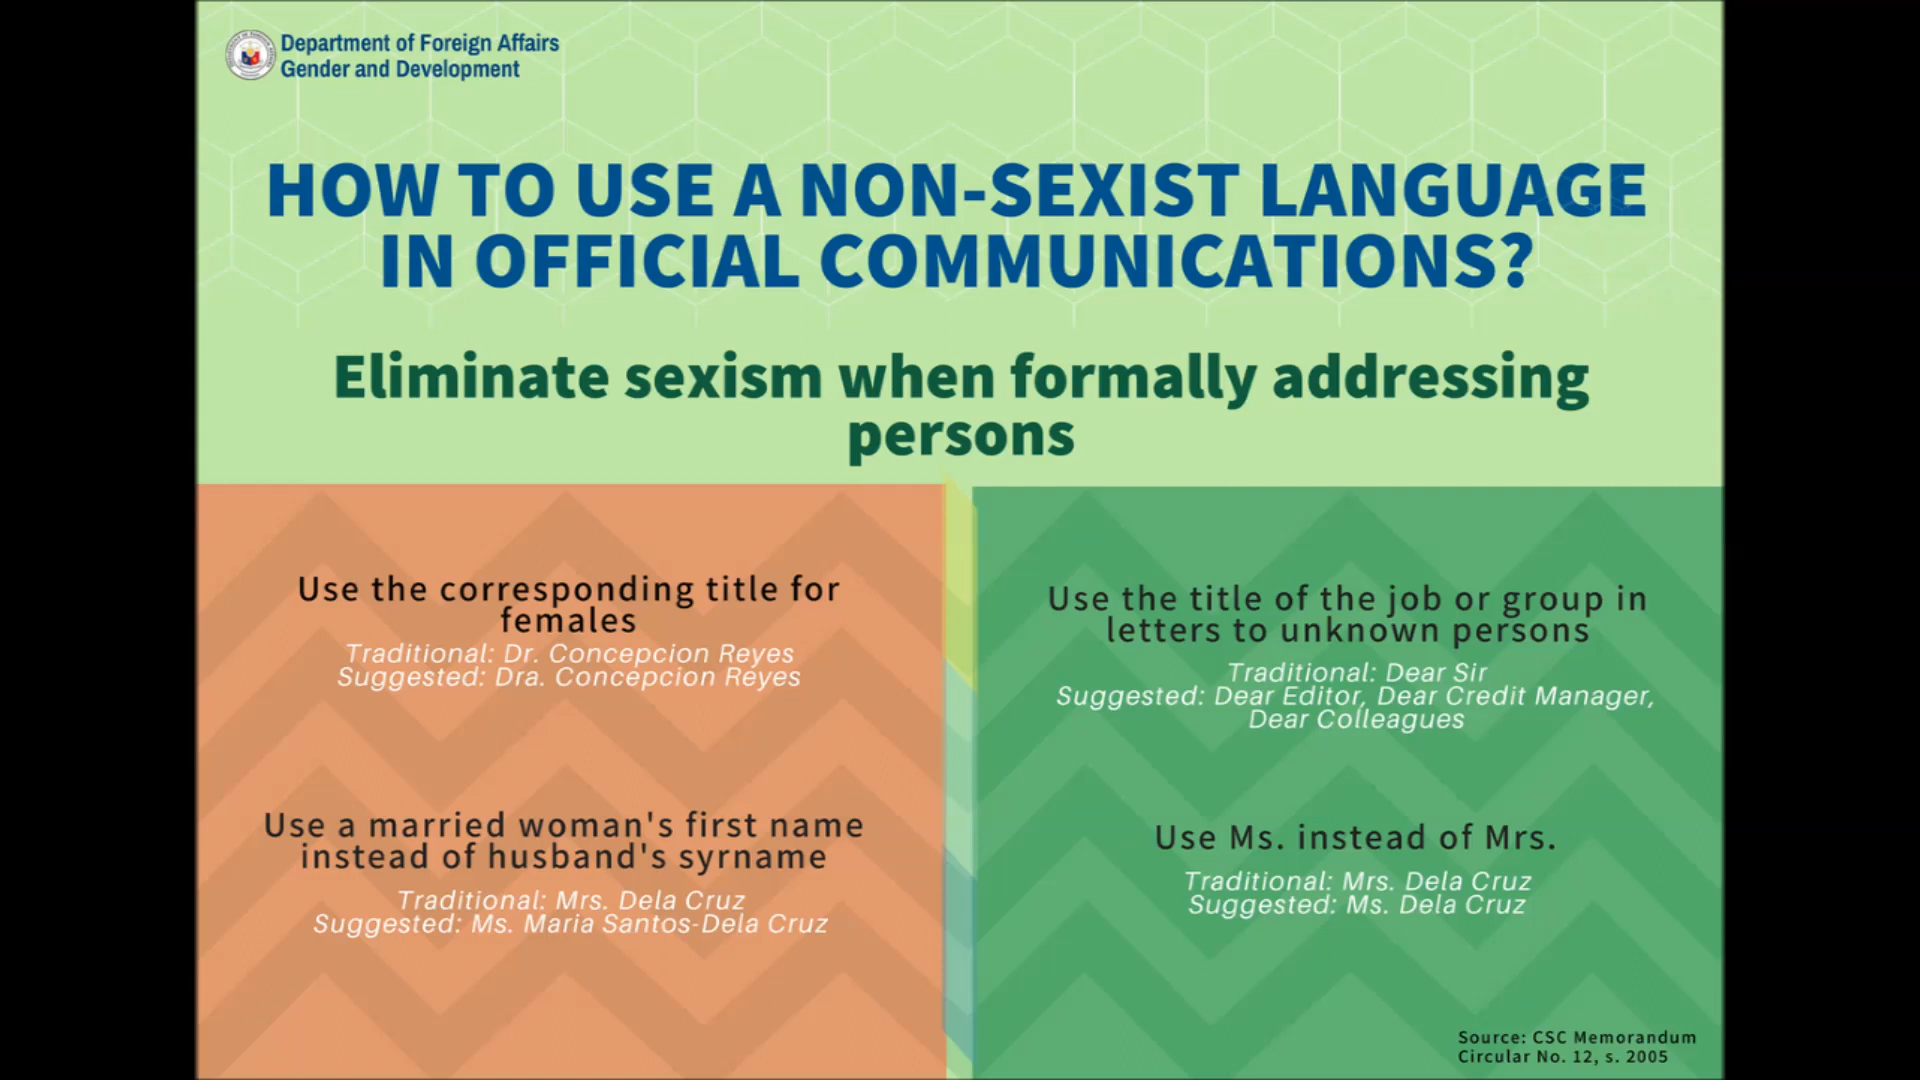 Department of Foreign Affairs
Gender and Development
HOW TO USE A NON-SEXIST LANGUAGE
IN OFFICIAL COMMUNICATIONS?
Eliminate sexism when formally addressing
persons
Use the corresponding title for
females
Traditional: Dr. Concepcion Reyes
Suggested: Dra. Concepcion Reyes
Use a married woman's first name
instead of husband's syrname
Traditional: Mrs. Dela Cruz
Suggested: Ms. Maria Santos-Dela Cruz
Use the title of the job or group in
letters to unknown persons
Traditional: Dear Sir
Suggested: Dear Editor, Dear Credit Manager,
Dear Colleagues
Use Ms. instead of Mrs.
Traditional: Mrs. Dela Cruz
Suggested: Ms. Dela Cruz
Source: CSC Memorandum
Circular No. 12, s. 2005